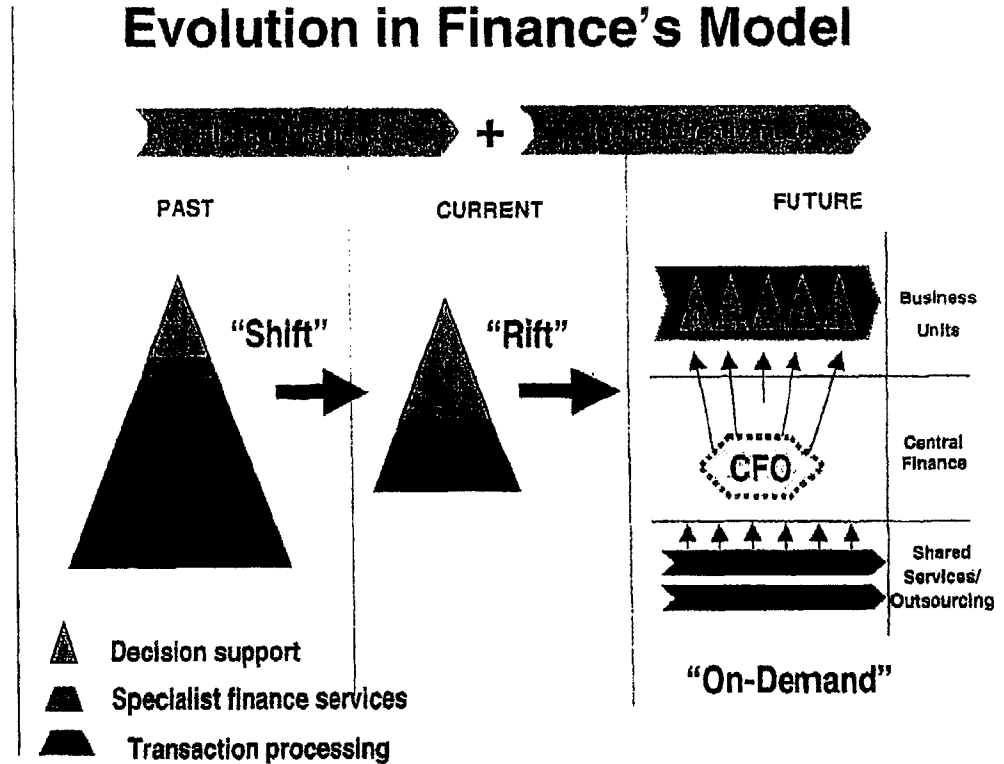 Evolution in Finance's Model
+
PAST
CURRENT
FUTURE
"Shift"
"Rift"
Business
Units
CFO
Central
Finance
Shared
Services/
Outsourcing
"On-Demand"
Decision support
Specialist finance services
Transaction processing